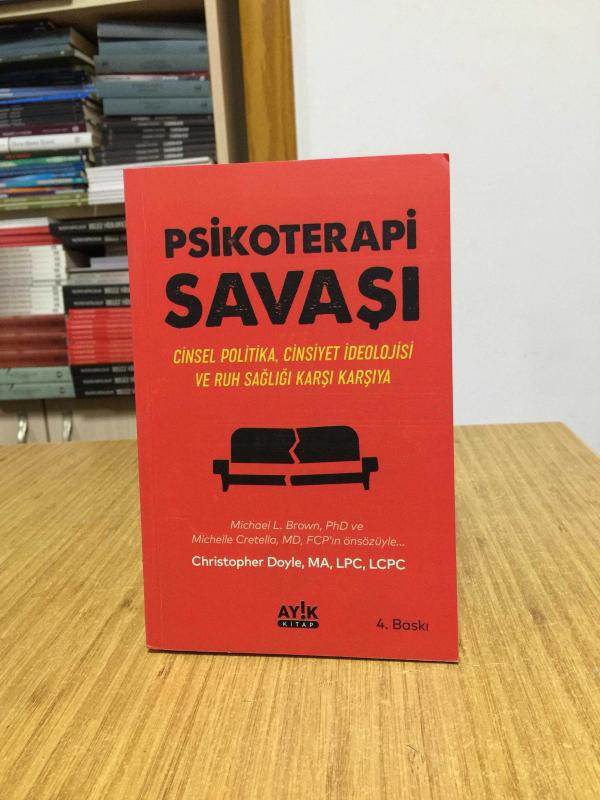 PSİKOTERAPİ
SAVAŞI
CİNSEL POLİTİKA, CİNSİYET İDEOLOJİSİ
VE RUH SAĞLIĞI KARŞI KARŞIYA
Michael L. Brown, PhD ve
Michelle Cretella, MD, FCP'ın önsözüyle...
Christopher Doyle, MA, LPC, LCPC
AY!K
KİTAP
4. Baskı